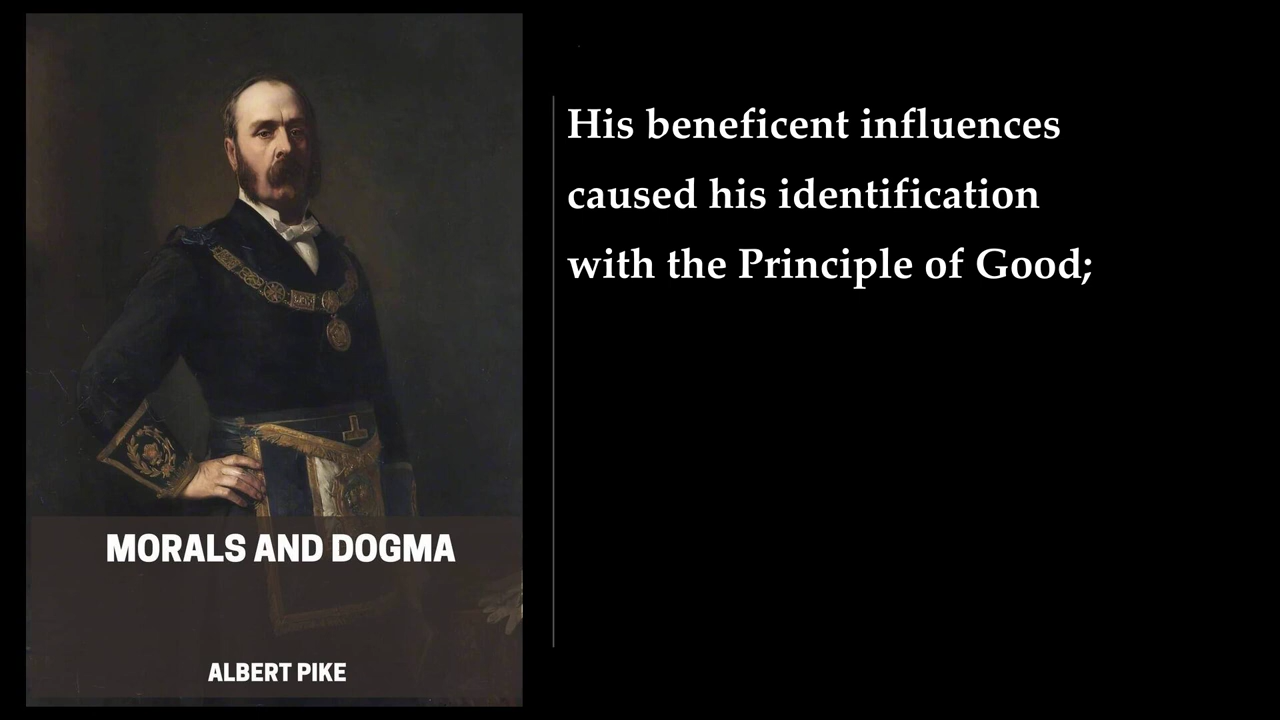 His beneficent influences
caused his identification
with the Principle of Good;
MORALS AND DOGMA
ALBERT PIKE